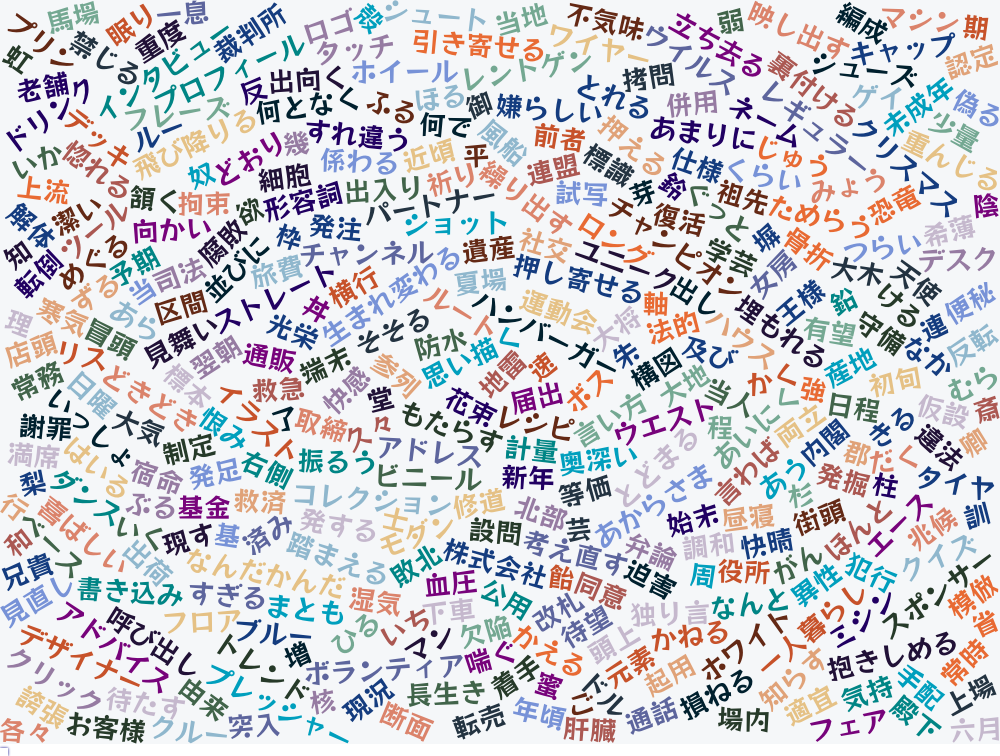 プリン
馬場
禁じる
眠り
一息
重度
虹
老舗
インタビュー
裁判所
ロゴ
殻
シュート
当地
不気味
立ち去る
弱
映し出す
編成
マシン
期
タッチ
引き寄せる
ワイヤー
ウイルス
キャップ
認定
プロフィール
反
出向く
ホイール
レントゲン
拷問
裏付ける
シューズ
ゲイ
未成年
偽る
ドリンク
デッキ
フレーズ
何となく
ふる
ほる
御
嫌らしい
とれる
併用
ネーム
レギュラー
クリスマス
少量
重んじる
ルー
飛び降りる
幾
すれ違う
何で
風船
前者
押える
あまりに
じゅう
いか
惚れる
奴
どおり
細胞
係わる
近頃
平
連盟
標識
仕様
くらい
みょう
上流
頷く
拘束
欲
形容詞
出入り
祈り
繰り出す
試写
芽
鈴
ぐっと
祖先
ためらう
恐竜
陰
解体
潔い
ツール
向かい
腐敗
枠
発注
パートナー
ショット
ロング
チャンピオン
復活
学芸
塀
骨折
つらい
希薄
デスク
知
転倒
めぐる
予期
司法
並びに
旅費
チャンネル
遺産
社交
ユニーク
女房
大木
天使
ずる
当
区間
ストレート
丼
横行
生まれ変わる
夏場
押し寄せる
出し
王様
鉛
ける
便秘
理
寒気
あら
見舞い
光栄
そそる
ルート
ハンバーガー
運動会
大将
軸
法的
ハウス
埋もれる
有望
守備
連
反転
店頭
リス
冒頭
翌朝
通販
端末
防水
思い
描く
朱
構図
及び
なか
常務
どきどき
標本
救急
快感
参列
地雷
速
ボス
大地
当人
かく
強
産地
初旬
むら
日曜
いっしょ
イラスト
了
堂
花束
届出
謝罪
大気
恨み
取締
久々
もたらす
レシピ
言い方
ウエスト
程
あいにく
両立
日程
きる
仮設
斎
満席
はいる
制定
右側
振るう
アドレス
計量
奥深い
とどまる
言わば
あう
内閣
郡
だく
違法
卿
梨
ダンス
宿命
発足
ビニール
新年
等価
あからさま
杉
発掘
柱
タイヤ
行
喜ばしい
ぶる
基金
救済
コレクション
修道士
北部
芸
始末
昼寝
街頭
ほんと
エース
訓
和
ベース
いく
現す
基
済み
発する
モダン
設問
考え直す
弁論
調和
快晴
がん
兆候
兄貴
出荷
なんだかんだ
踏まえる
敗北
株式会社
飴
同意
迫害
周
役所
異性
犯行
クイズ
見直し
書き込み
すぎる
まとも
湿気
血圧
公用
改札
独り言
なんと
一人暮らし
エンジン
スポンサー
模倣
アドバイス
呼び出し
フロア
ブルー
ひる
いち
下車
マン
欠陥
待望
頭上
かねる
ホワイト
抱きしめる
省
デザイナー
トレンド
増
ボランティア
喘ぐ
かえる
元素
起用
知らす
常時
クリック
待たす
由来
プレッシャー
核
現況
長生き
着手
蜜
ごール
損ねる
適宜
気持
手配
上場
誇張
各々
お客様
クルー
突入
断面
転売
年頃
肝臓
通話
場内
フェア
殿下
六月